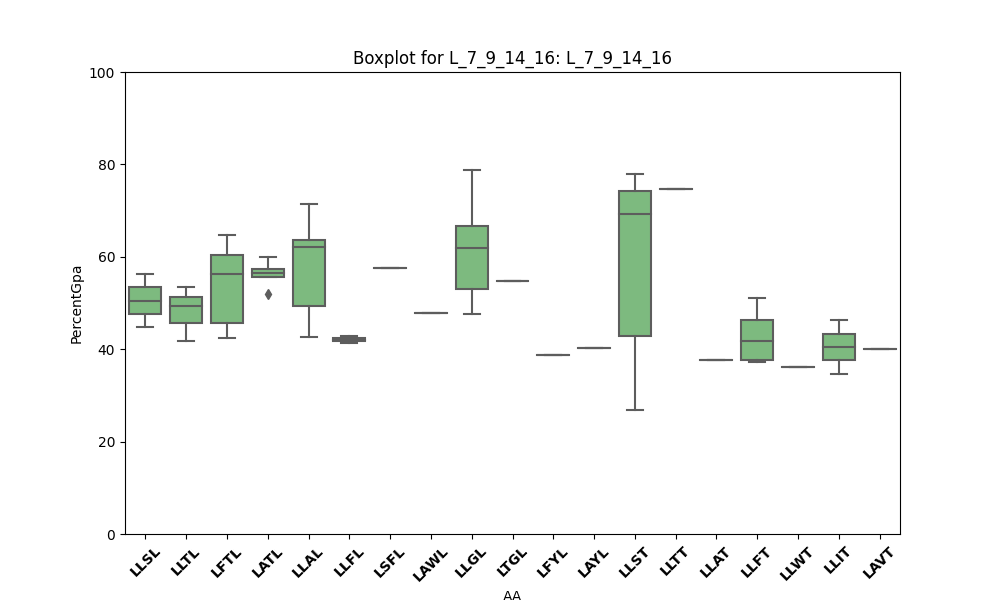 Boxplot for L_7_9_14_16: L_7_9_14_16
PercentGpa
100
80
60
40
20
0
LLSL
LLTL
LFTL
LATL
LLAL
LLFL
LSFL
LAWL
LLGL
LTGL
LFYL
LAYL
LLST
LLTT
LLAT
LLFT
LLWT
LLIT
LAVT
AA